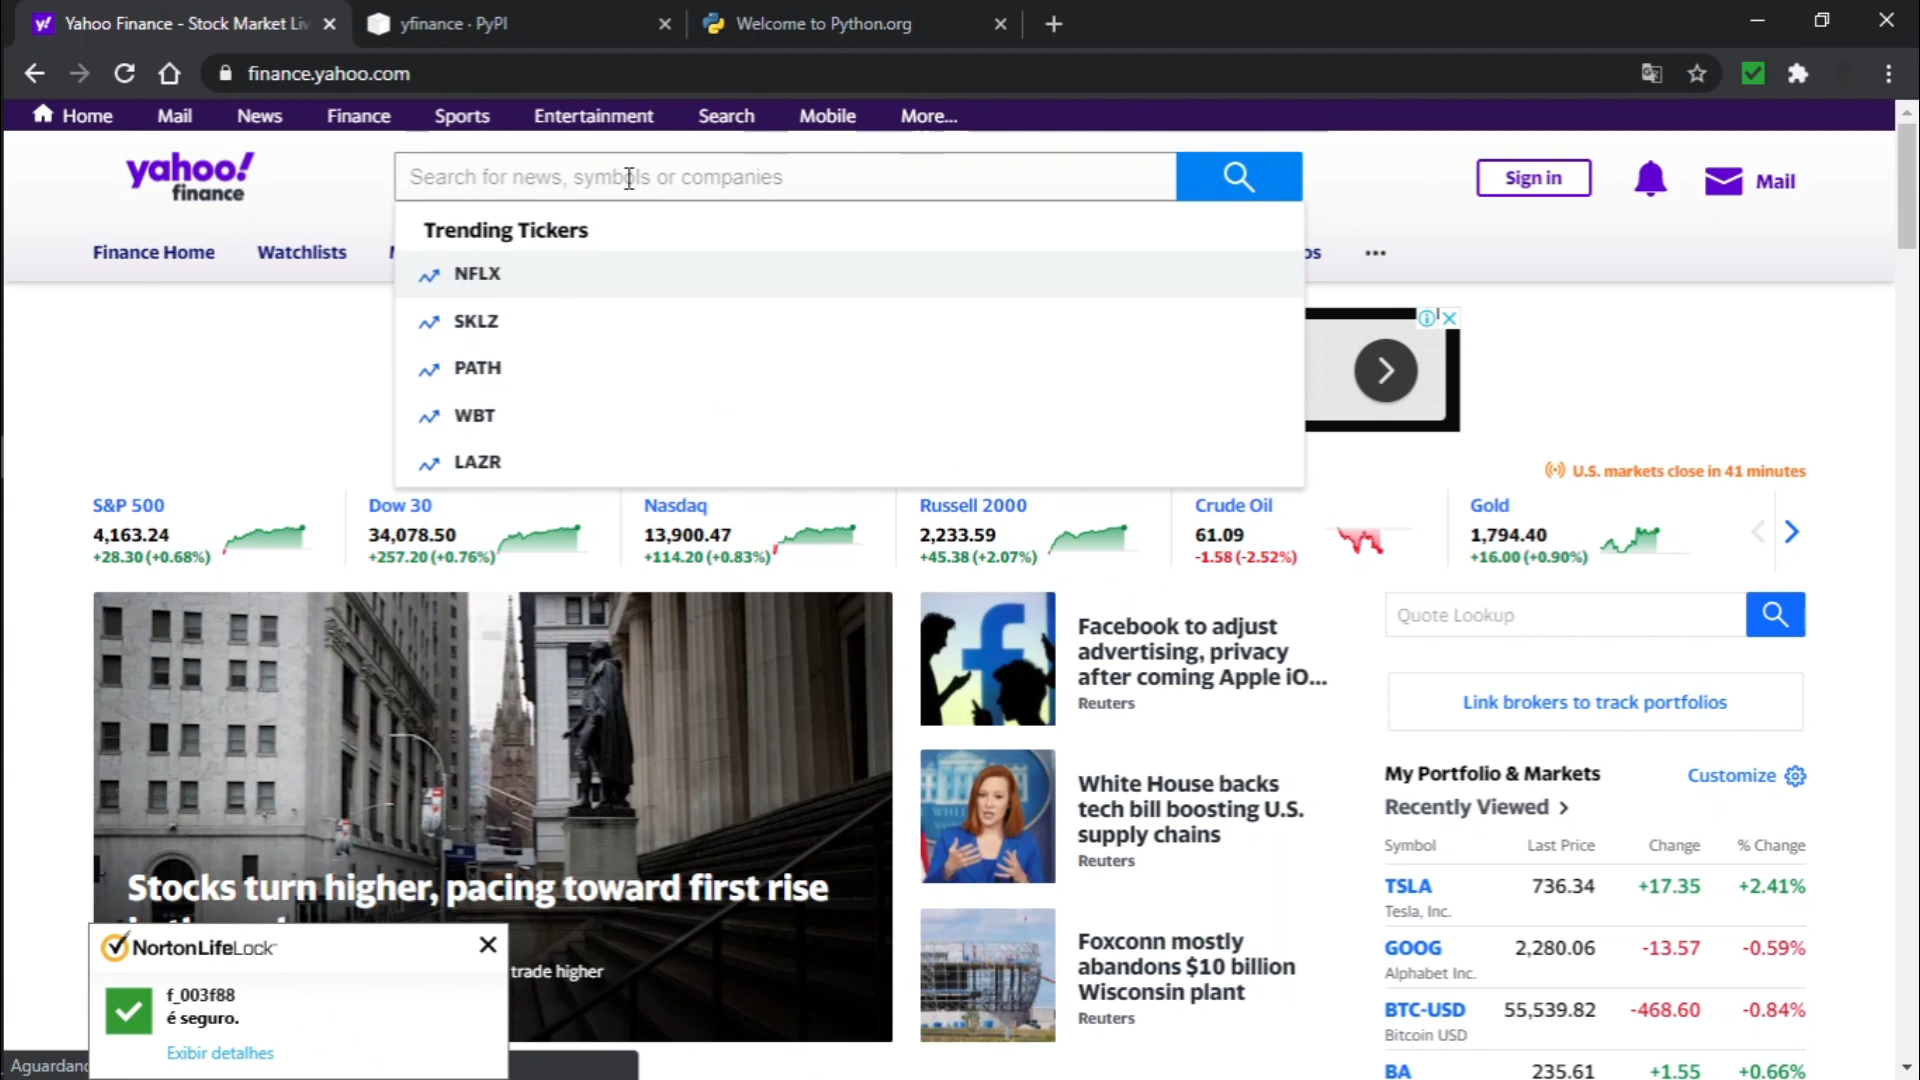 Yahoo Finance - Stock Market Liv
yfinance · PyPI
Welcome to Python.org
finance.yahoo.com
Home Mail News Finance Sports Entertainment Search Mobile More...
yahoo!
finance
Search for news, symbols or companies
Sign in
Mail
Finance Home Watchlists
...
Trending Tickers
NFLX
SKLZ
PATH
WBT
LAZR
U.S. markets close in 41 minutes
S&P 500
4,163.24
+28.30 (+0.68%)
Dow 30
34,078.50
+257.20 (+0.76%)
Nasdaq
13,900.47
+114.20 (+0.83%)
Russell 2000
2,233.59
+45.38 (+2.07%)
Crude Oil
61.09
-1.58 (-2.52%)
Gold
1,794.40
+16.00 (+0.90%)
Stocks turn higher, pacing toward first rise
trade higher
Facebook to adjust
advertising, privacy
after coming Apple iO...
Reuters
White House backs
tech bill boosting U.S.
supply chains
Reuters
Foxconn mostly
abandons $10 billion
Wisconsin plant
Reuters
Quote Lookup
Link brokers to track portfolios
My Portfolio & Markets
Customize
Recently Viewed
Symbol Last Price Change % Change
TSLA 736.34 +17.35 +2.41%
Tesla, Inc.
GOOG 2,280.06 -13.57 -0.59%
Alphabet Inc.
BTC-USD 55,539.82 -468.60 -0.84%
Bitcoin USD
BA 235.61 +1.55 +0.66%
NortonLifeLock
f_003f88
é seguro.
Exibir detalhes
Aguardand